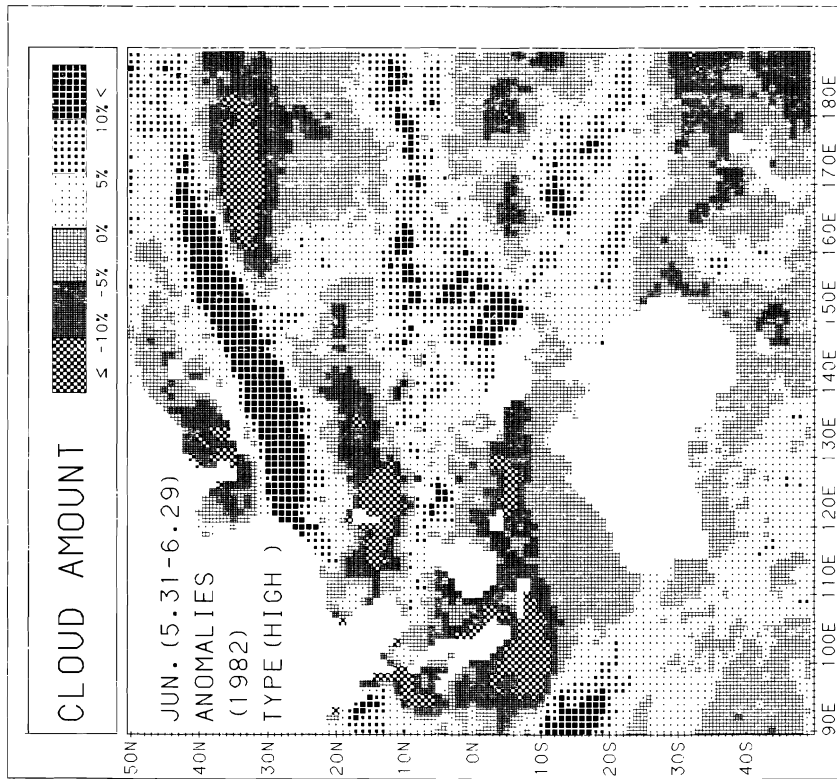 CLOUD AMOUNT
≤ -10% -5% 0% 5% 10% <
JUN. (5.31-6.29)
ANOMALIES
(1982)
TYPE (HIGH )
50N
40N
30N
20N
10N
0N
10S
20S
30S
40S
90E 100E 110E 120E 130E 140E 150E 160E 170E 180E